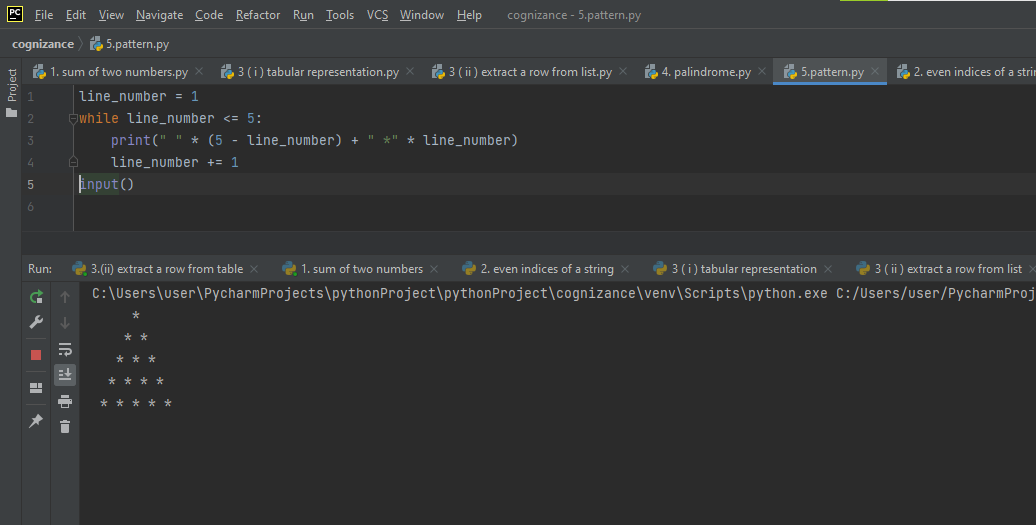 PC File Edit View Navigate Code Refactor Run Tools VCS Window Help cognizance - 5.pattern.py
cognizance 5.pattern.py
Project
1. sum of two numbers.py 3 ( i ) tabular representation.py 3 ( ii ) extract a row from list.py 4. palindrome.py 5.pattern.py 2. even indices of a strin
1 line_number = 1
2 while line_number <= 5:
3     print(" " * (5 - line_number) + " *" * line_number)
4     line_number += 1
5 input()
6
Run: 3.(ii) extract a row from table 1. sum of two numbers 2. even indices of a string 3 ( i ) tabular representation 3 ( ii ) extract a row from list
C:\Users\user\PycharmProjects\pythonProject\pythonProject\cognizance\venv\Scripts\python.exe C:/Users/user/PycharmProj
     *
    * *
   * * *
  * * * *
 * * * * *